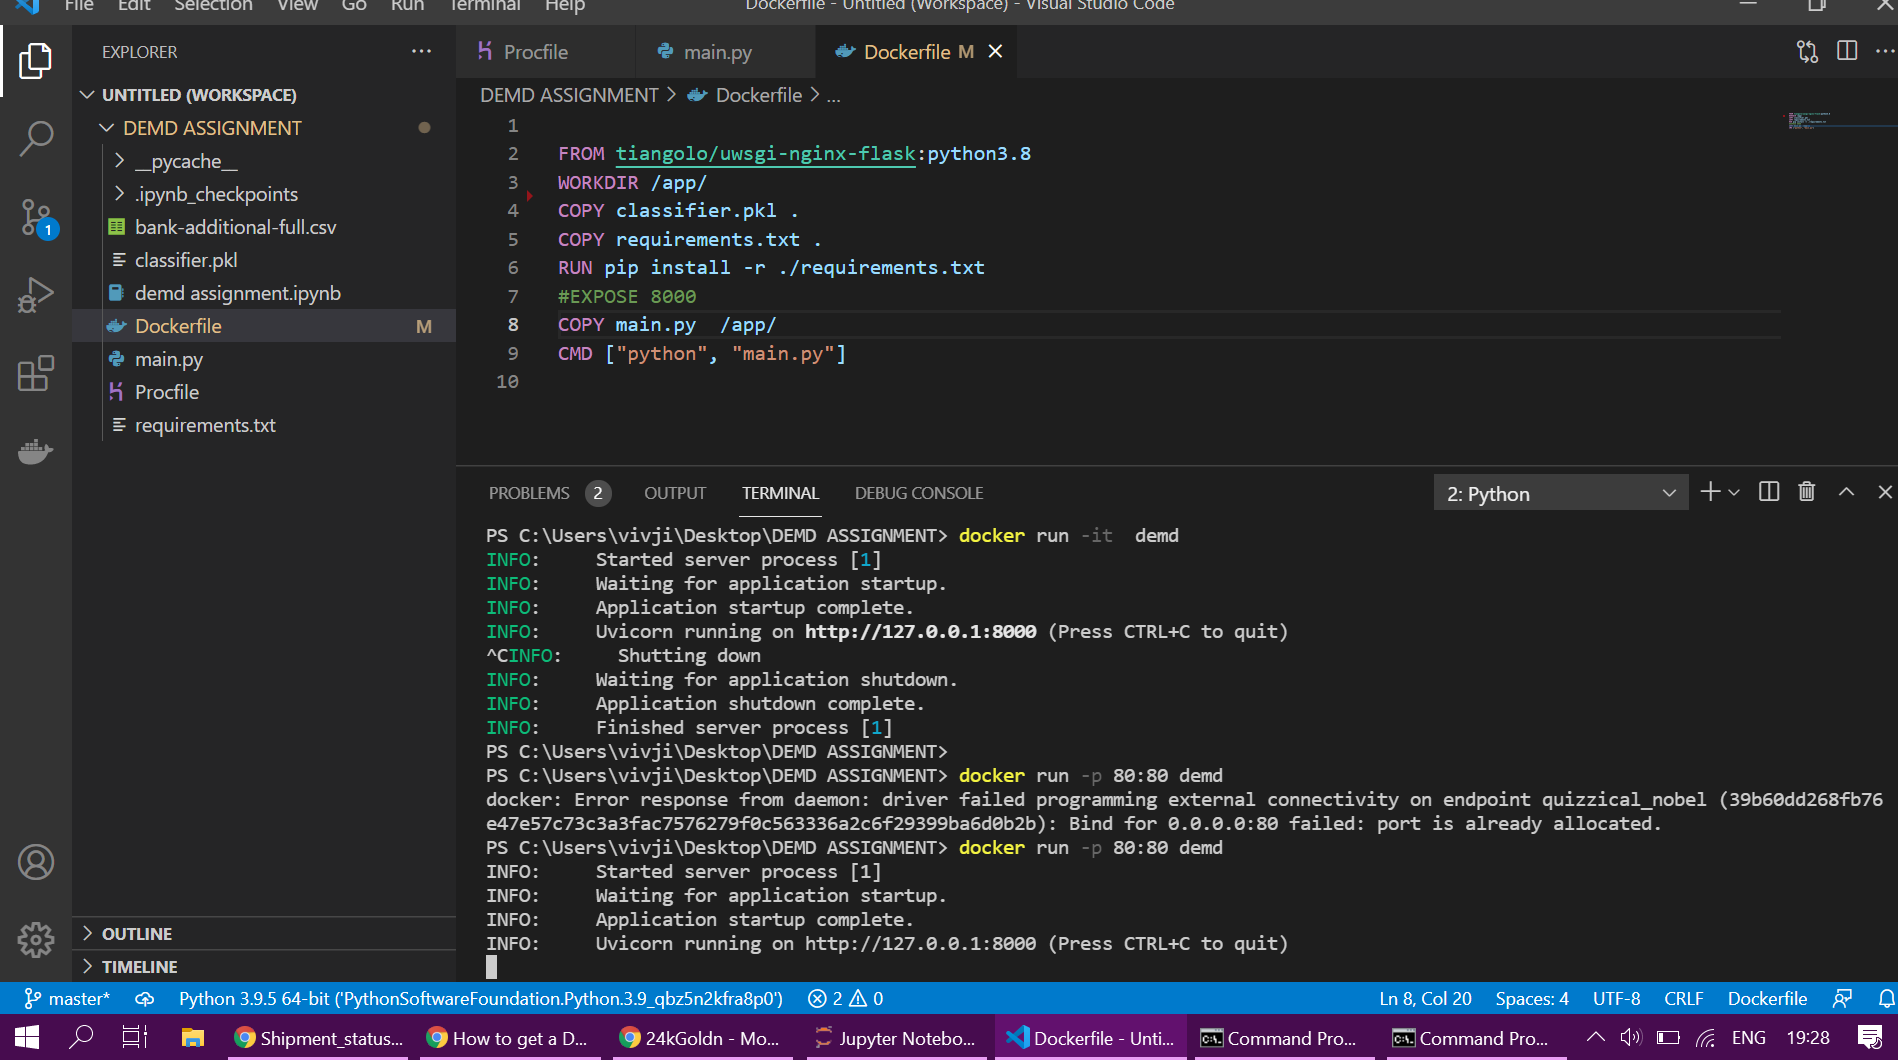 File Edit Selection View Go Run Terminal Help
Dockerfile - Untitled (Workspace) - Visual Studio Code
EXPLORER ...
Procfile main.py Dockerfile M
UNTITLED (WORKSPACE)
DEMD ASSIGNMENT > Dockerfile > ...
DEMD ASSIGNMENT
__pycache__
.ipynb_checkpoints
bank-additional-full.csv
classifier.pkl
demd assignment.ipynb
Dockerfile M
main.py
Procfile
requirements.txt
1
1
2 FROM tiangolo/uwsgi-nginx-flask:python3.8
3 WORKDIR /app/
4 COPY classifier.pkl .
5 COPY requirements.txt .
6 RUN pip install -r ./requirements.txt
7 #EXPOSE 8000
8 COPY main.py  /app/
9 CMD ["python", "main.py"]
10
PROBLEMS 2 OUTPUT TERMINAL DEBUG CONSOLE 2: Python
PS C:\Users\vivji\Desktop\DEMD ASSIGNMENT> docker run -it  demd
INFO:     Started server process [1]
INFO:     Waiting for application startup.
INFO:     Application startup complete.
INFO:     Uvicorn running on http://127.0.0.1:8000 (Press CTRL+C to quit)
^CINFO:     Shutting down
INFO:     Waiting for application shutdown.
INFO:     Application shutdown complete.
INFO:     Finished server process [1]
PS C:\Users\vivji\Desktop\DEMD ASSIGNMENT>
PS C:\Users\vivji\Desktop\DEMD ASSIGNMENT> docker run -p 80:80 demd
docker: Error response from daemon: driver failed programming external connectivity on endpoint quizzical_nobel (39b60dd268fb76
e47e57c73c3a3fac7576279f0c563336a2c6f29399ba6d0b2b): Bind for 0.0.0.0:80 failed: port is already allocated.
PS C:\Users\vivji\Desktop\DEMD ASSIGNMENT> docker run -p 80:80 demd
INFO:     Started server process [1]
INFO:     Waiting for application startup.
INFO:     Application startup complete.
INFO:     Uvicorn running on http://127.0.0.1:8000 (Press CTRL+C to quit)
OUTLINE
TIMELINE
master* Python 3.9.5 64-bit ('PythonSoftwareFoundation.Python.3.9_qbz5n2kfra8p0') 2 0 Ln 8, Col 20 Spaces: 4 UTF-8 CRLF Dockerfile
Shipment_status... How to get a D... 24kGoldn - Mo... Jupyter Notebo... Dockerfile - Unti... Command Pro... Command Pro... ENG 19:28